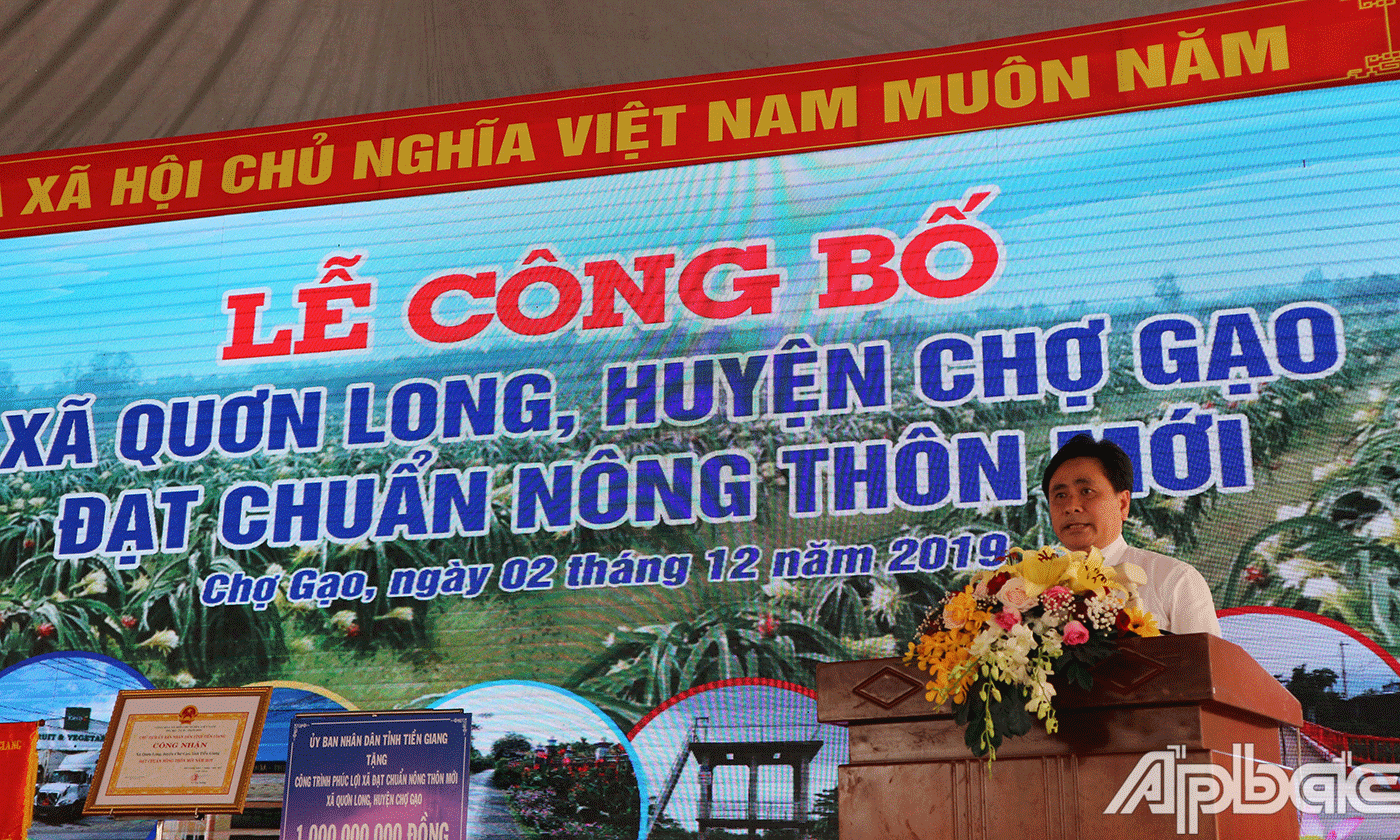 XÃ HỘI CHỦ NGHĨA VIỆT NAM MUÔN NĂM
LỄ CÔNG BỐ
XÃ QUƠN LONG, HUYỆN CHỢ GẠO
ĐẠT CHUẨN NÔNG THÔN MỚI
Chợ Gạo, ngày 02 tháng 12 năm 2019
CÔNG NHẬN
ỦY BAN NHÂN DÂN TỈNH TIỀN GIANG
TẶNG
CÔNG TRÌNH PHÚC LỢI XÃ ĐẠT CHUẨN NÔNG THÔN MỚI
XÃ QUƠN LONG, HUYỆN CHỢ GẠO
1.000.000.000 ĐỒNG
Apbac